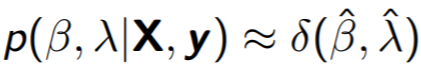 p(β, λ|X, y) ≈ δ(β̂, λ̂)